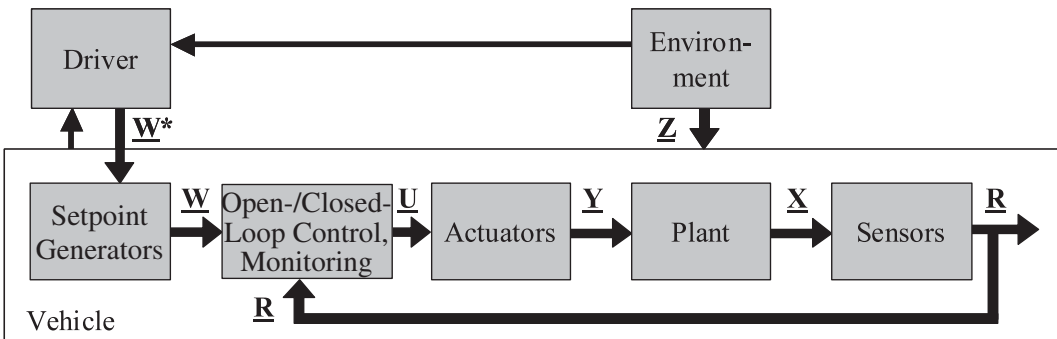 Driver
Environ-
ment
W*
Z
Setpoint
Generators
W
Open-/Closed-
Loop Control,
Monitoring
U
Actuators
Y
Plant
X
Sensors
R
R
Vehicle